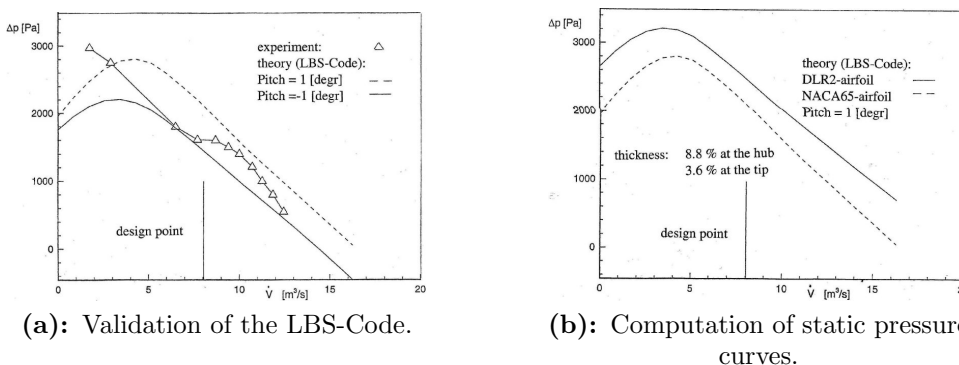 Δp [Pa]
3000
2000
1000
0
experiment:
theory (LBS-Code):
Pitch = 1 [degr]
Pitch =-1 [degr]
design point
0
5
10
15
20
V̇ [m³/s]
(a): Validation of the LBS-Code.
Δp [Pa]
3000
2000
1000
0
theory (LBS-Code):
DLR2-airfoil
NACA65-airfoil
Pitch = 1 [degr]
thickness: 8.8 % at the hub
3.6 % at the tip
design point
0
5
10
15
V̇ [m³/s]
(b): Computation of static pressure
curves.